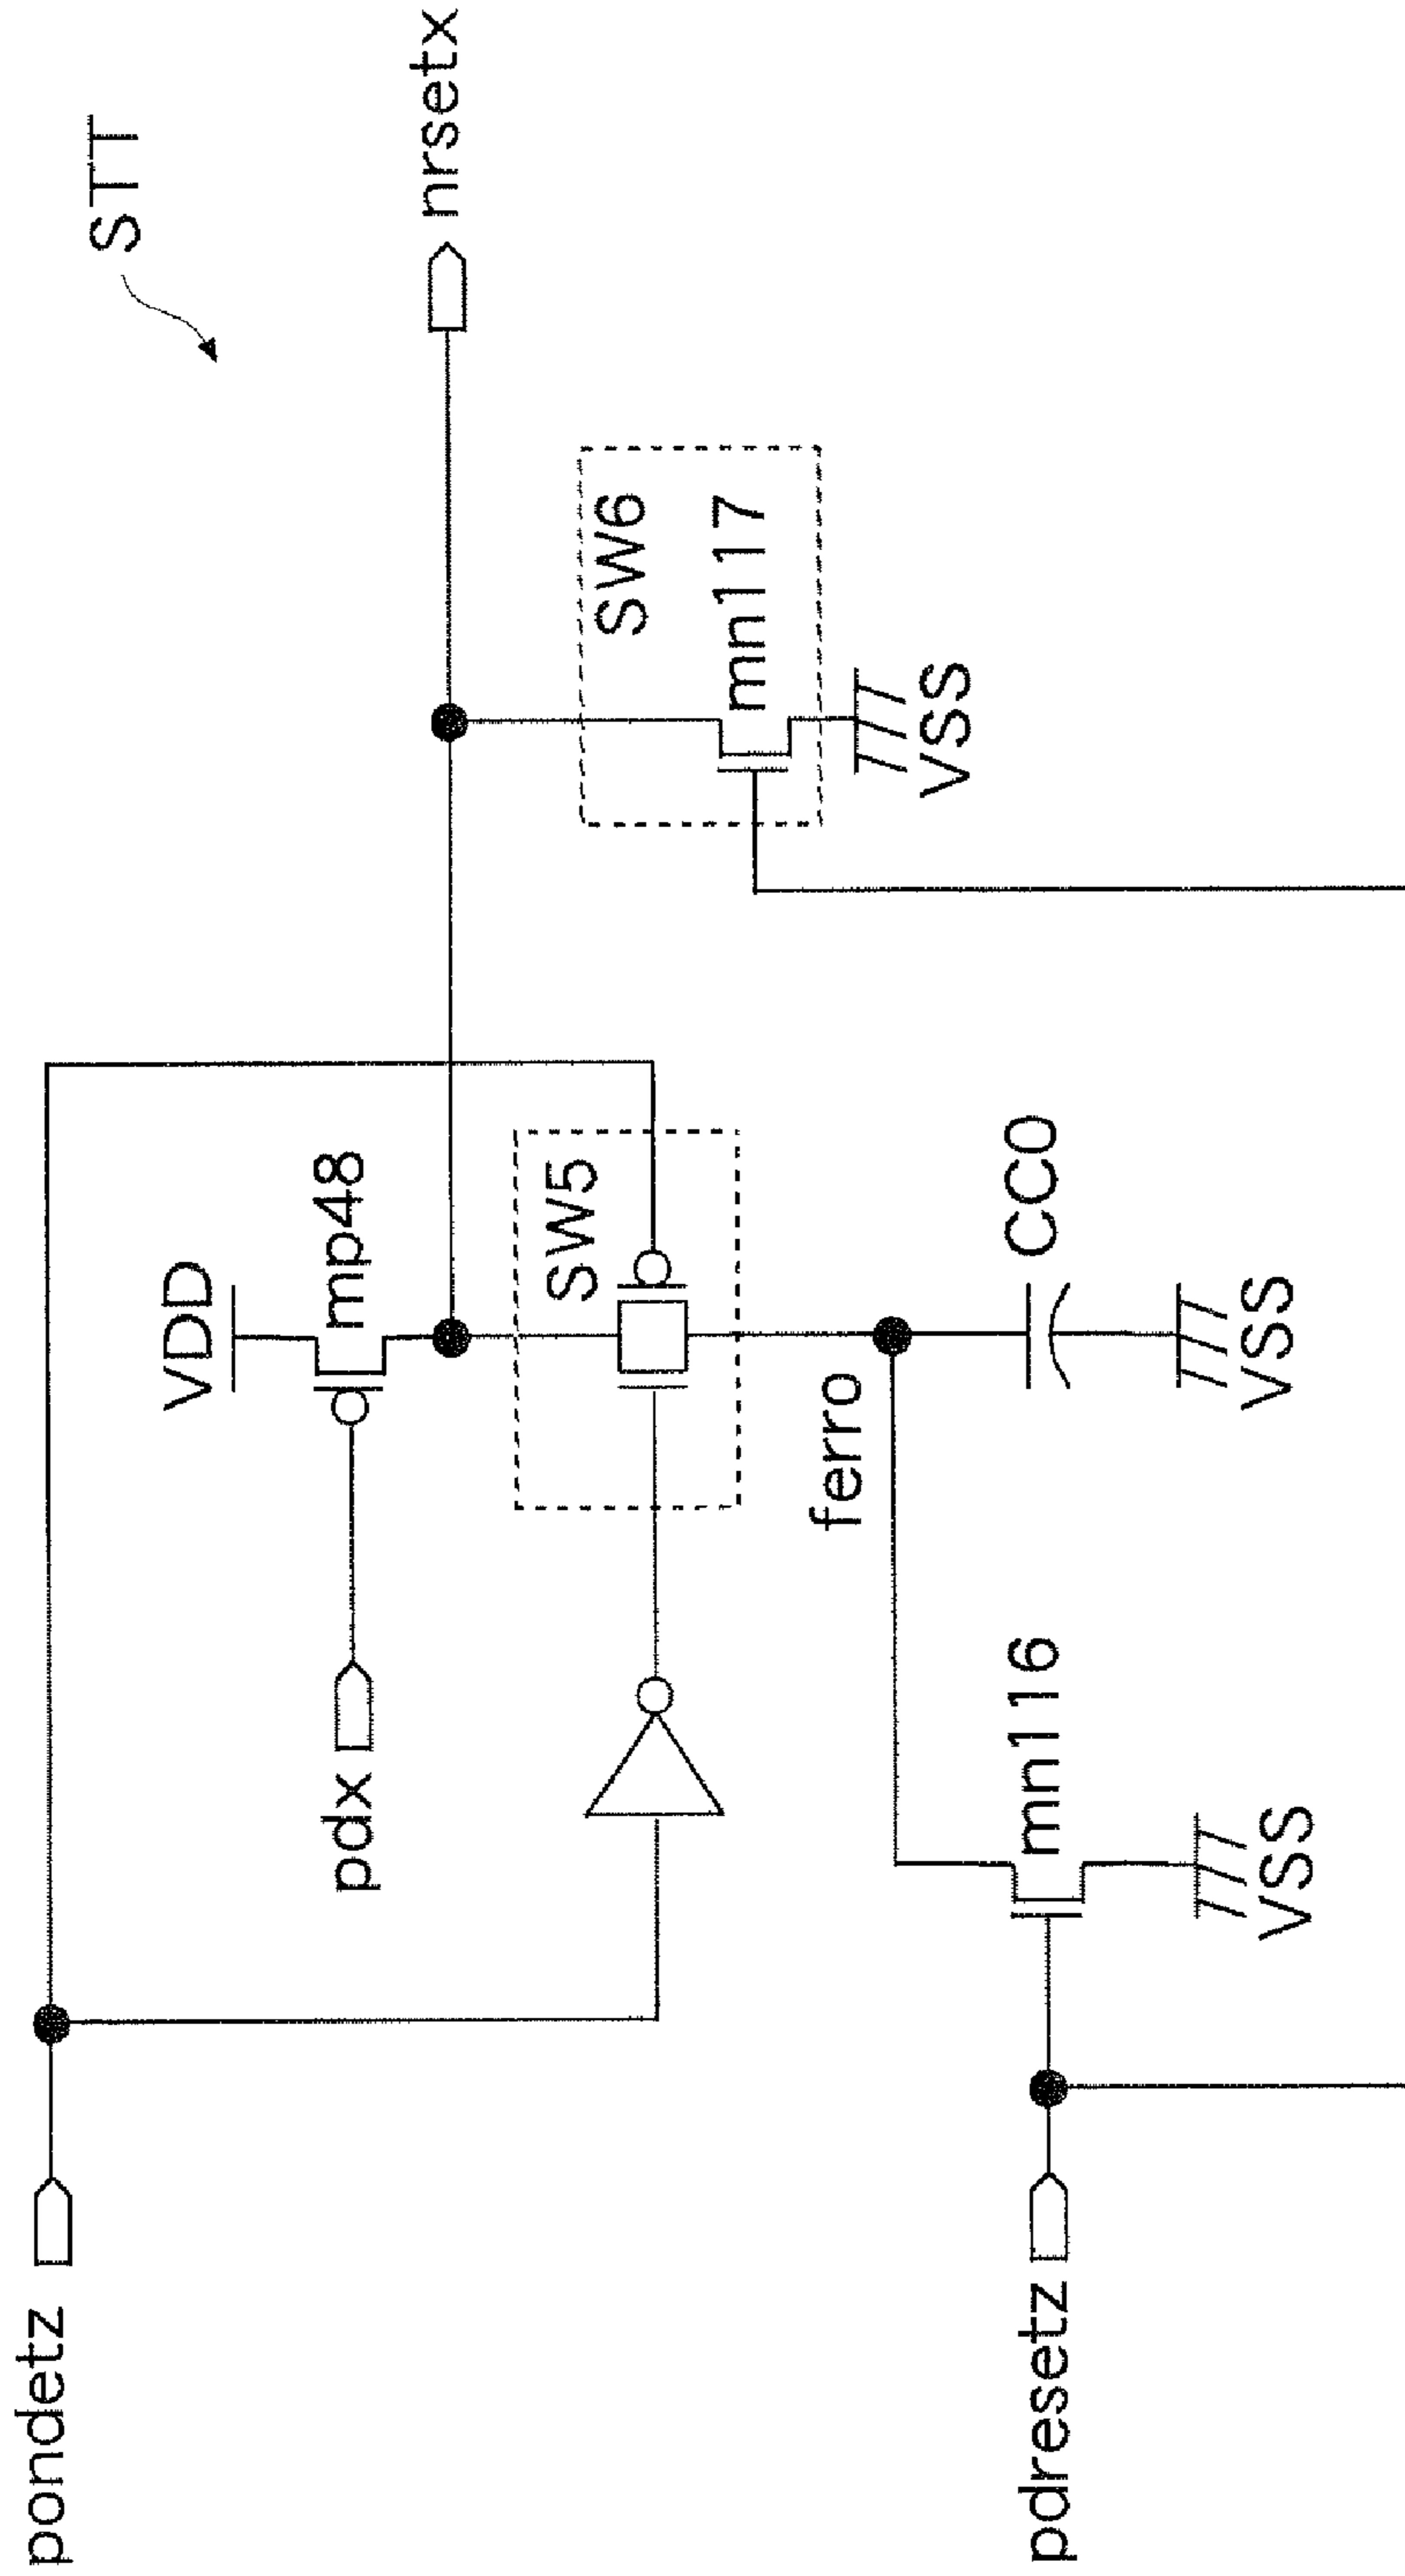 STT
pondetz
VDD
pdx
mp48
nrsetx
SW5
SW6
mn117
VSS
ferro
pdresetz
mn116
CC0
VSS
VSS